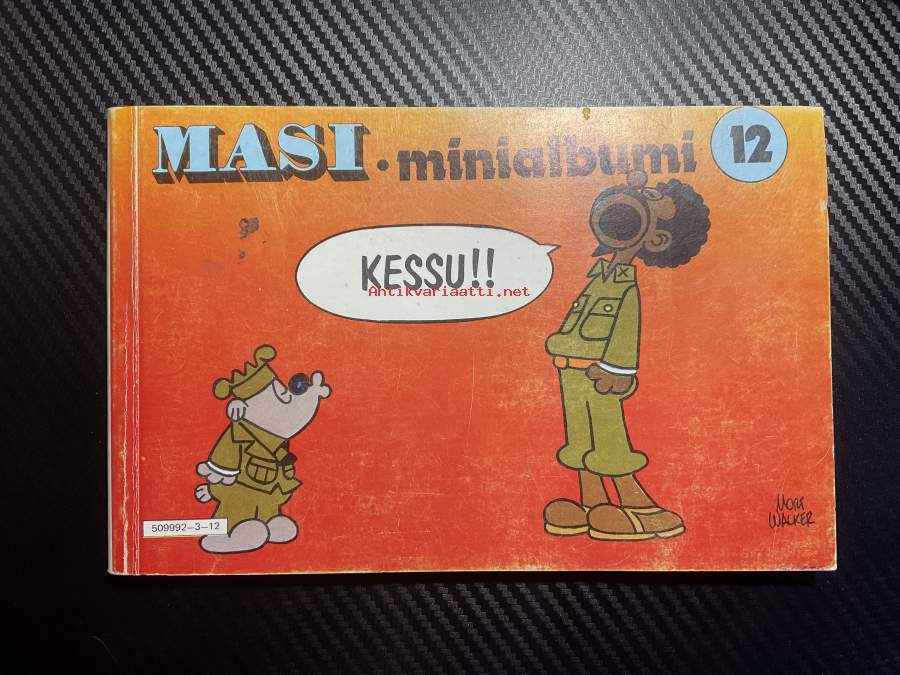 MASI • minialbumi 12
KESSU!!
Antikvariaatti.net
509992-3-12
MORT
WALKER